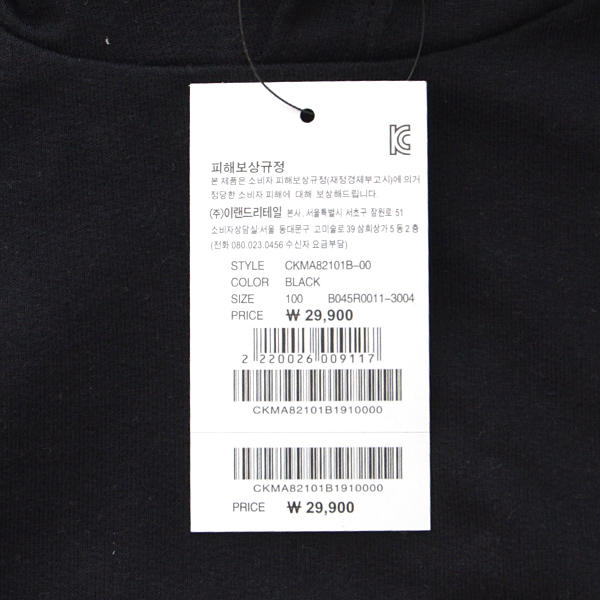 KC
피해보상규정
본 제품은 소비자 피해보상규정(재정경제부고시)에 의거
정당한 소비자 피해에 대해 보상해드립니다.
(주)이랜드리테일 본사. 서울특별시 서초구 잠원로 51
소비자상담실:서울 동대문구 고미술로39 삼희상가5동2층
(전화 080.023.0456 수신자 요금부담)
STYLE CKMA82101B-00
COLOR BLACK
SIZE 100 B045R0011-3004
PRICE ₩ 29,900
2 220026 009117
CKMA82101B1910000
CKMA82101B1910000
PRICE ₩ 29,900